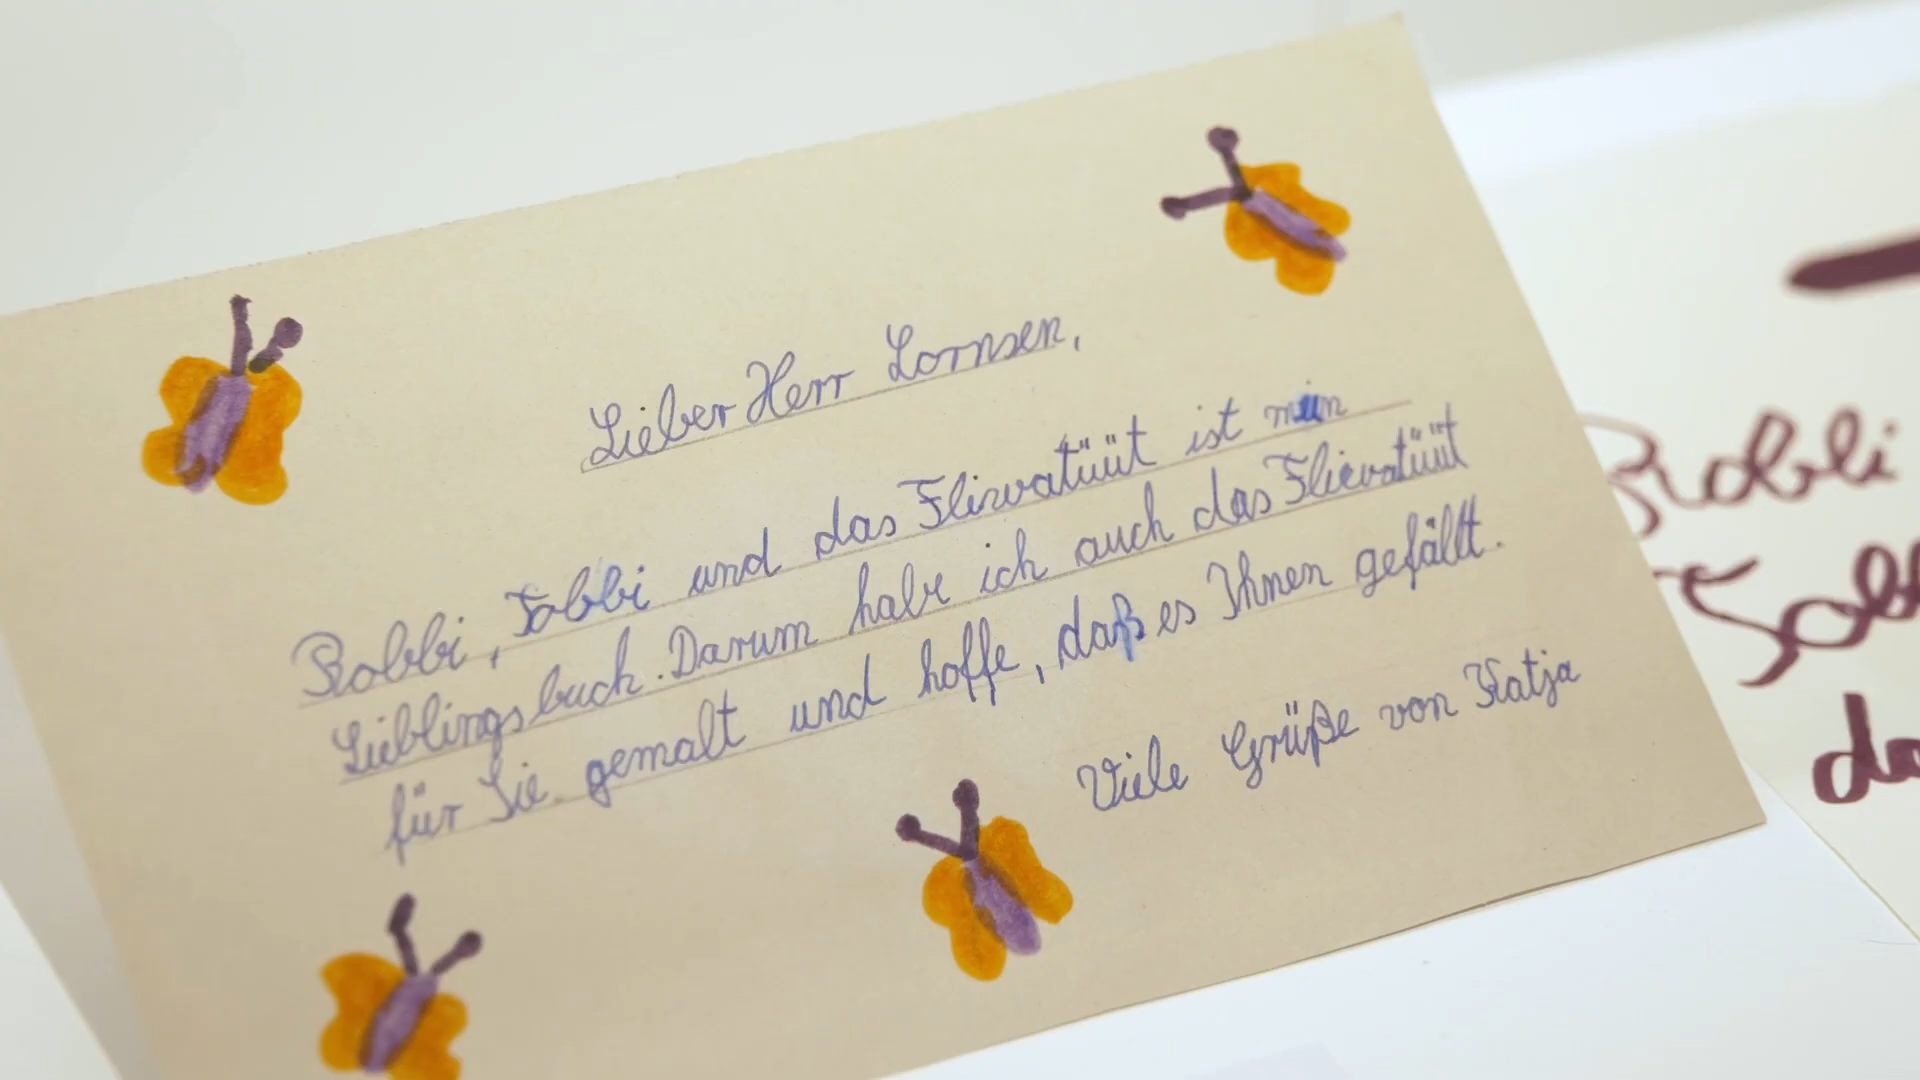 Lieber Herr Lornsen,
Robbi, Tobbi und das Fliewatüüt ist mein
Lieblingsbuch. Darum habe ich auch das Fliewatüüt
für Sie gemalt und hoffe, daß es Ihnen gefällt.
Viele Grüße von Katja
Robbi